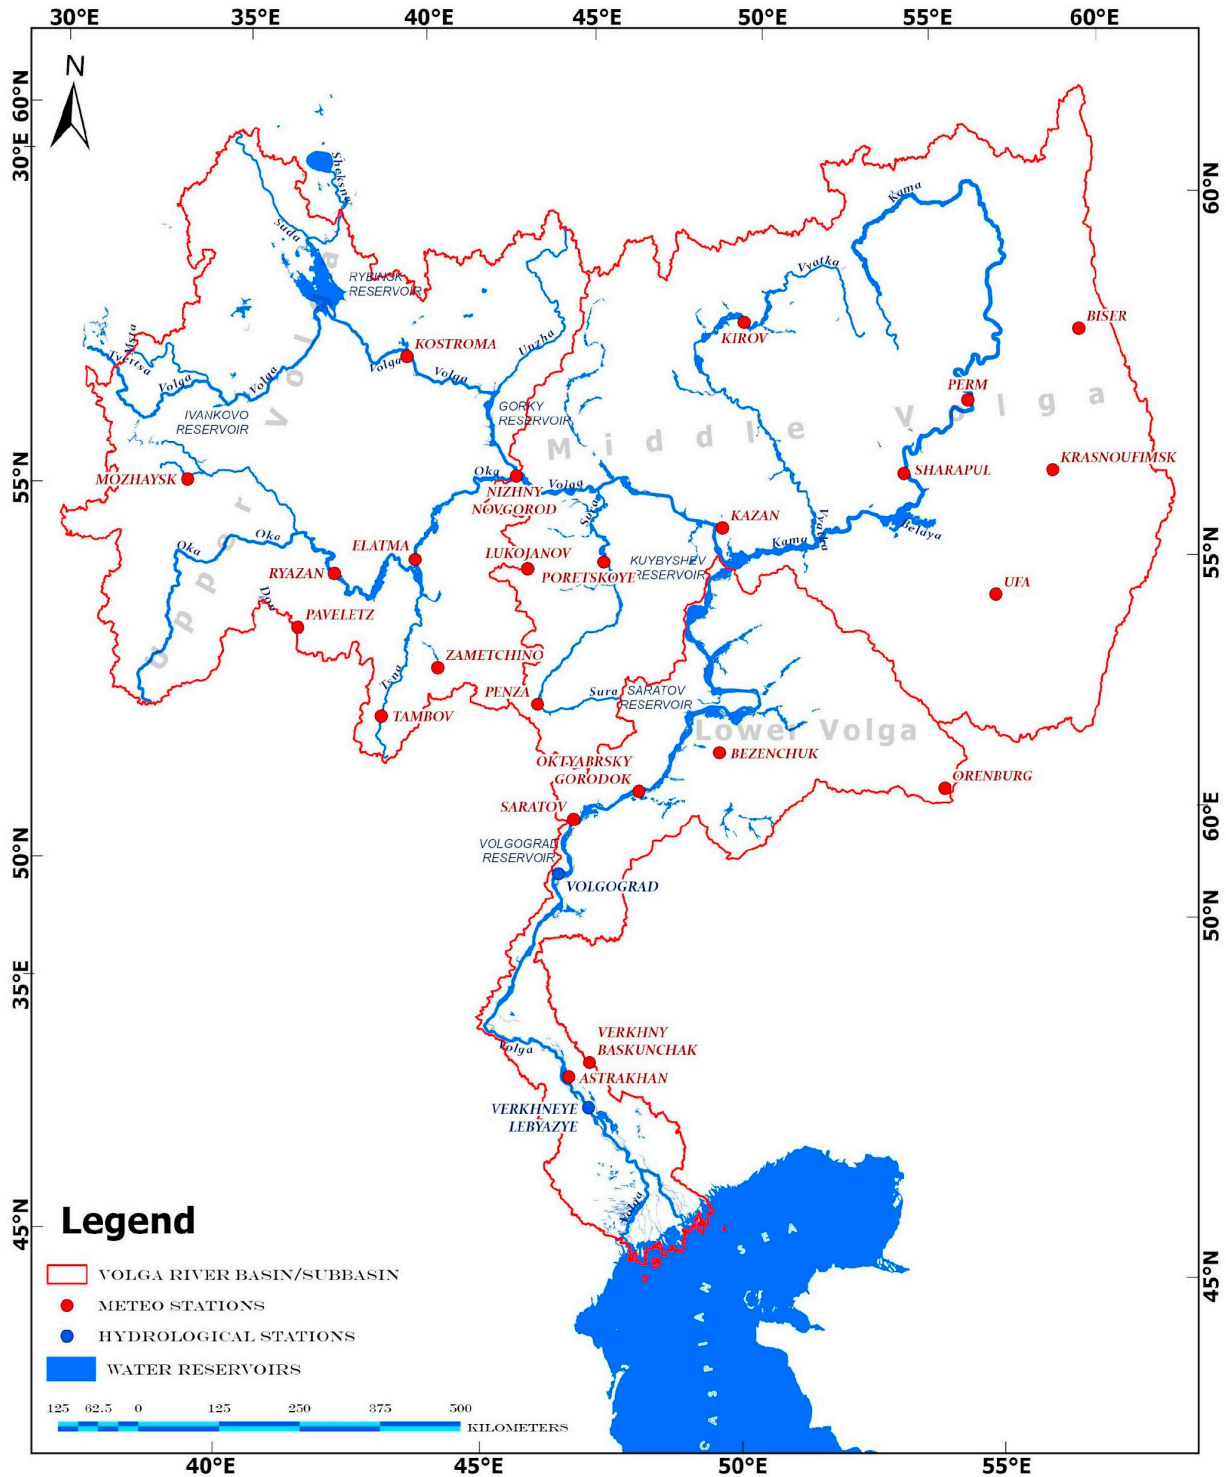 30°E 35°E 40°E 45°E 50°E 55°E 60°E
N
60°N
30°E
60°N
Sheksna
Suda
Kama
Vyatka
RYBINSK
RESERVOIR
BISER
KIROV
Msta
Tvertsa
KOSTROMA
Unzha
Volga
Volga
Volga
Volga
PERM
IVANKOVO
RESERVOIR
GORKY
RESERVOIR
Upper Volga
Middle Volga
MOZHAYSK
Oka
SHARAPUL
KRASNOUFIMSK
55°N
NIZHNY
NOVGOROD
Volga
Sura
KAZAN
Vyatka
Belaya
Kama
Oka
Oka
ELATMA
LUKOJANOV
PORETSKOYE
KUYBYSHEV
RESERVOIR
55°N
RYAZAN
UFA
Don
PAVELETZ
ZAMETCHINO
Tsna
PENZA
Sura
SARATOV
RESERVOIR
TAMBOV
Lower Volga
BEZENCHUK
OKTYABRSKY
GORODOK
ORENBURG
SARATOV
60°E
VOLGOGRAD
RESERVOIR
50°N
VOLGOGRAD
50°N
35°E
Volga
VERKHNY
BASKUNCHAK
ASTRAKHAN
VERKHNEYE
LEBYAZYE
Volga
CASPIAN SEA
45°N
45°N
Legend
VOLGA RIVER BASIN/SUBBASIN
METEO STATIONS
HYDROLOGICAL STATIONS
WATER RESERVOIRS
125 62.5 0 125 250 375 500
KILOMETERS
40°E 45°E 50°E 55°E